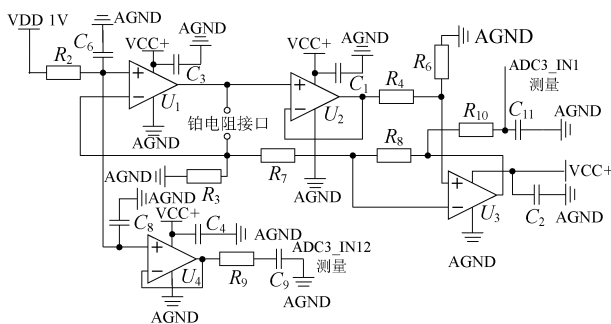 VDD 1V
AGND
C6
R2
VCC+
AGND
C3
U1
AGND
铂电阻接口
AGND
R3
VCC+
AGND
C1
U2
AGND
R4
R6
AGND
ADC3_IN1
测量
R10
C11
AGND
R7
R8
VCC+
C2
AGND
U3
AGND
AGND
C8
VCC+
C4
AGND
U4
AGND
R9
ADC3_IN12
测量
C9
AGND